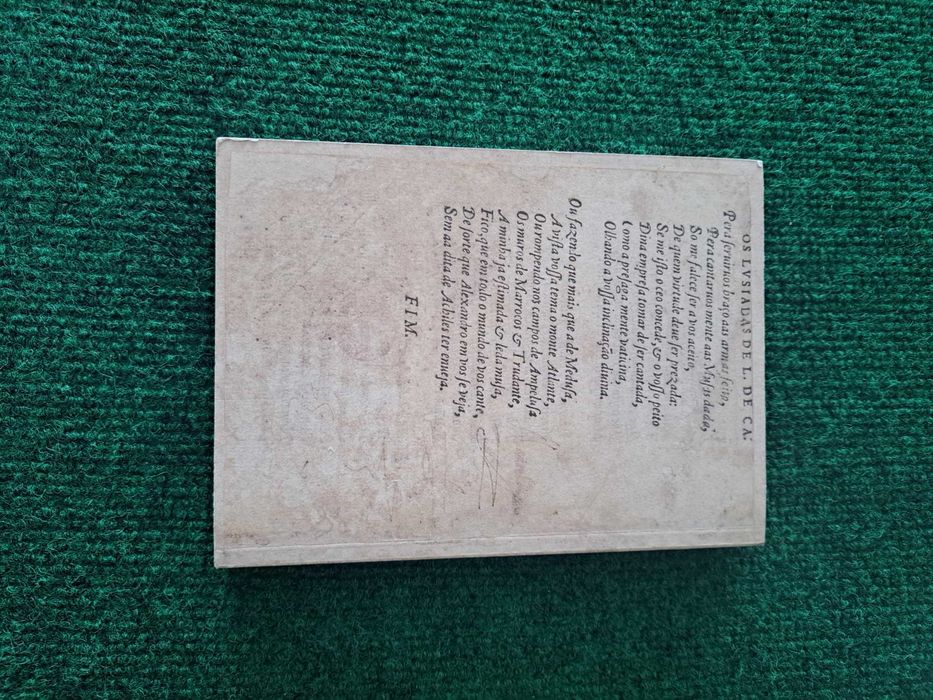 OS LVSIADAS DE L. DE CA.
Pera seruiruos braço aas armas feito,
Pera cantaruos mente aas Musas dada,
So me falece ser a vos aceito,
De quem virtude deue ser prezada:
Se me isto o ceo concede, & o vosso peito
Dina empresa tomar de ser cantada,
Como a presaga mente vaticina,
Olhando a vossa inclinação diuina.
Ou fazendo que mais que a de Medusa,
A vista vossa tema o monte Atlante,
Ou rompendo nos campos de Ampelusa
Os muros de Marrocos & Trudante,
A minha ja estimada & leda musa,
Fico, que em todo o mundo de vos cante,
De sorte que Alexandro em vos se veja,
Sem aa dita de Achiles ter enueja.
FIM.